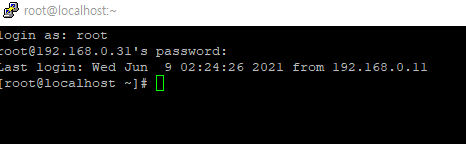 root@localhost:~
login as: root
root@192.168.0.31's password:
Last login: Wed Jun  9 02:24:26 2021 from 192.168.0.11
[root@localhost ~]#